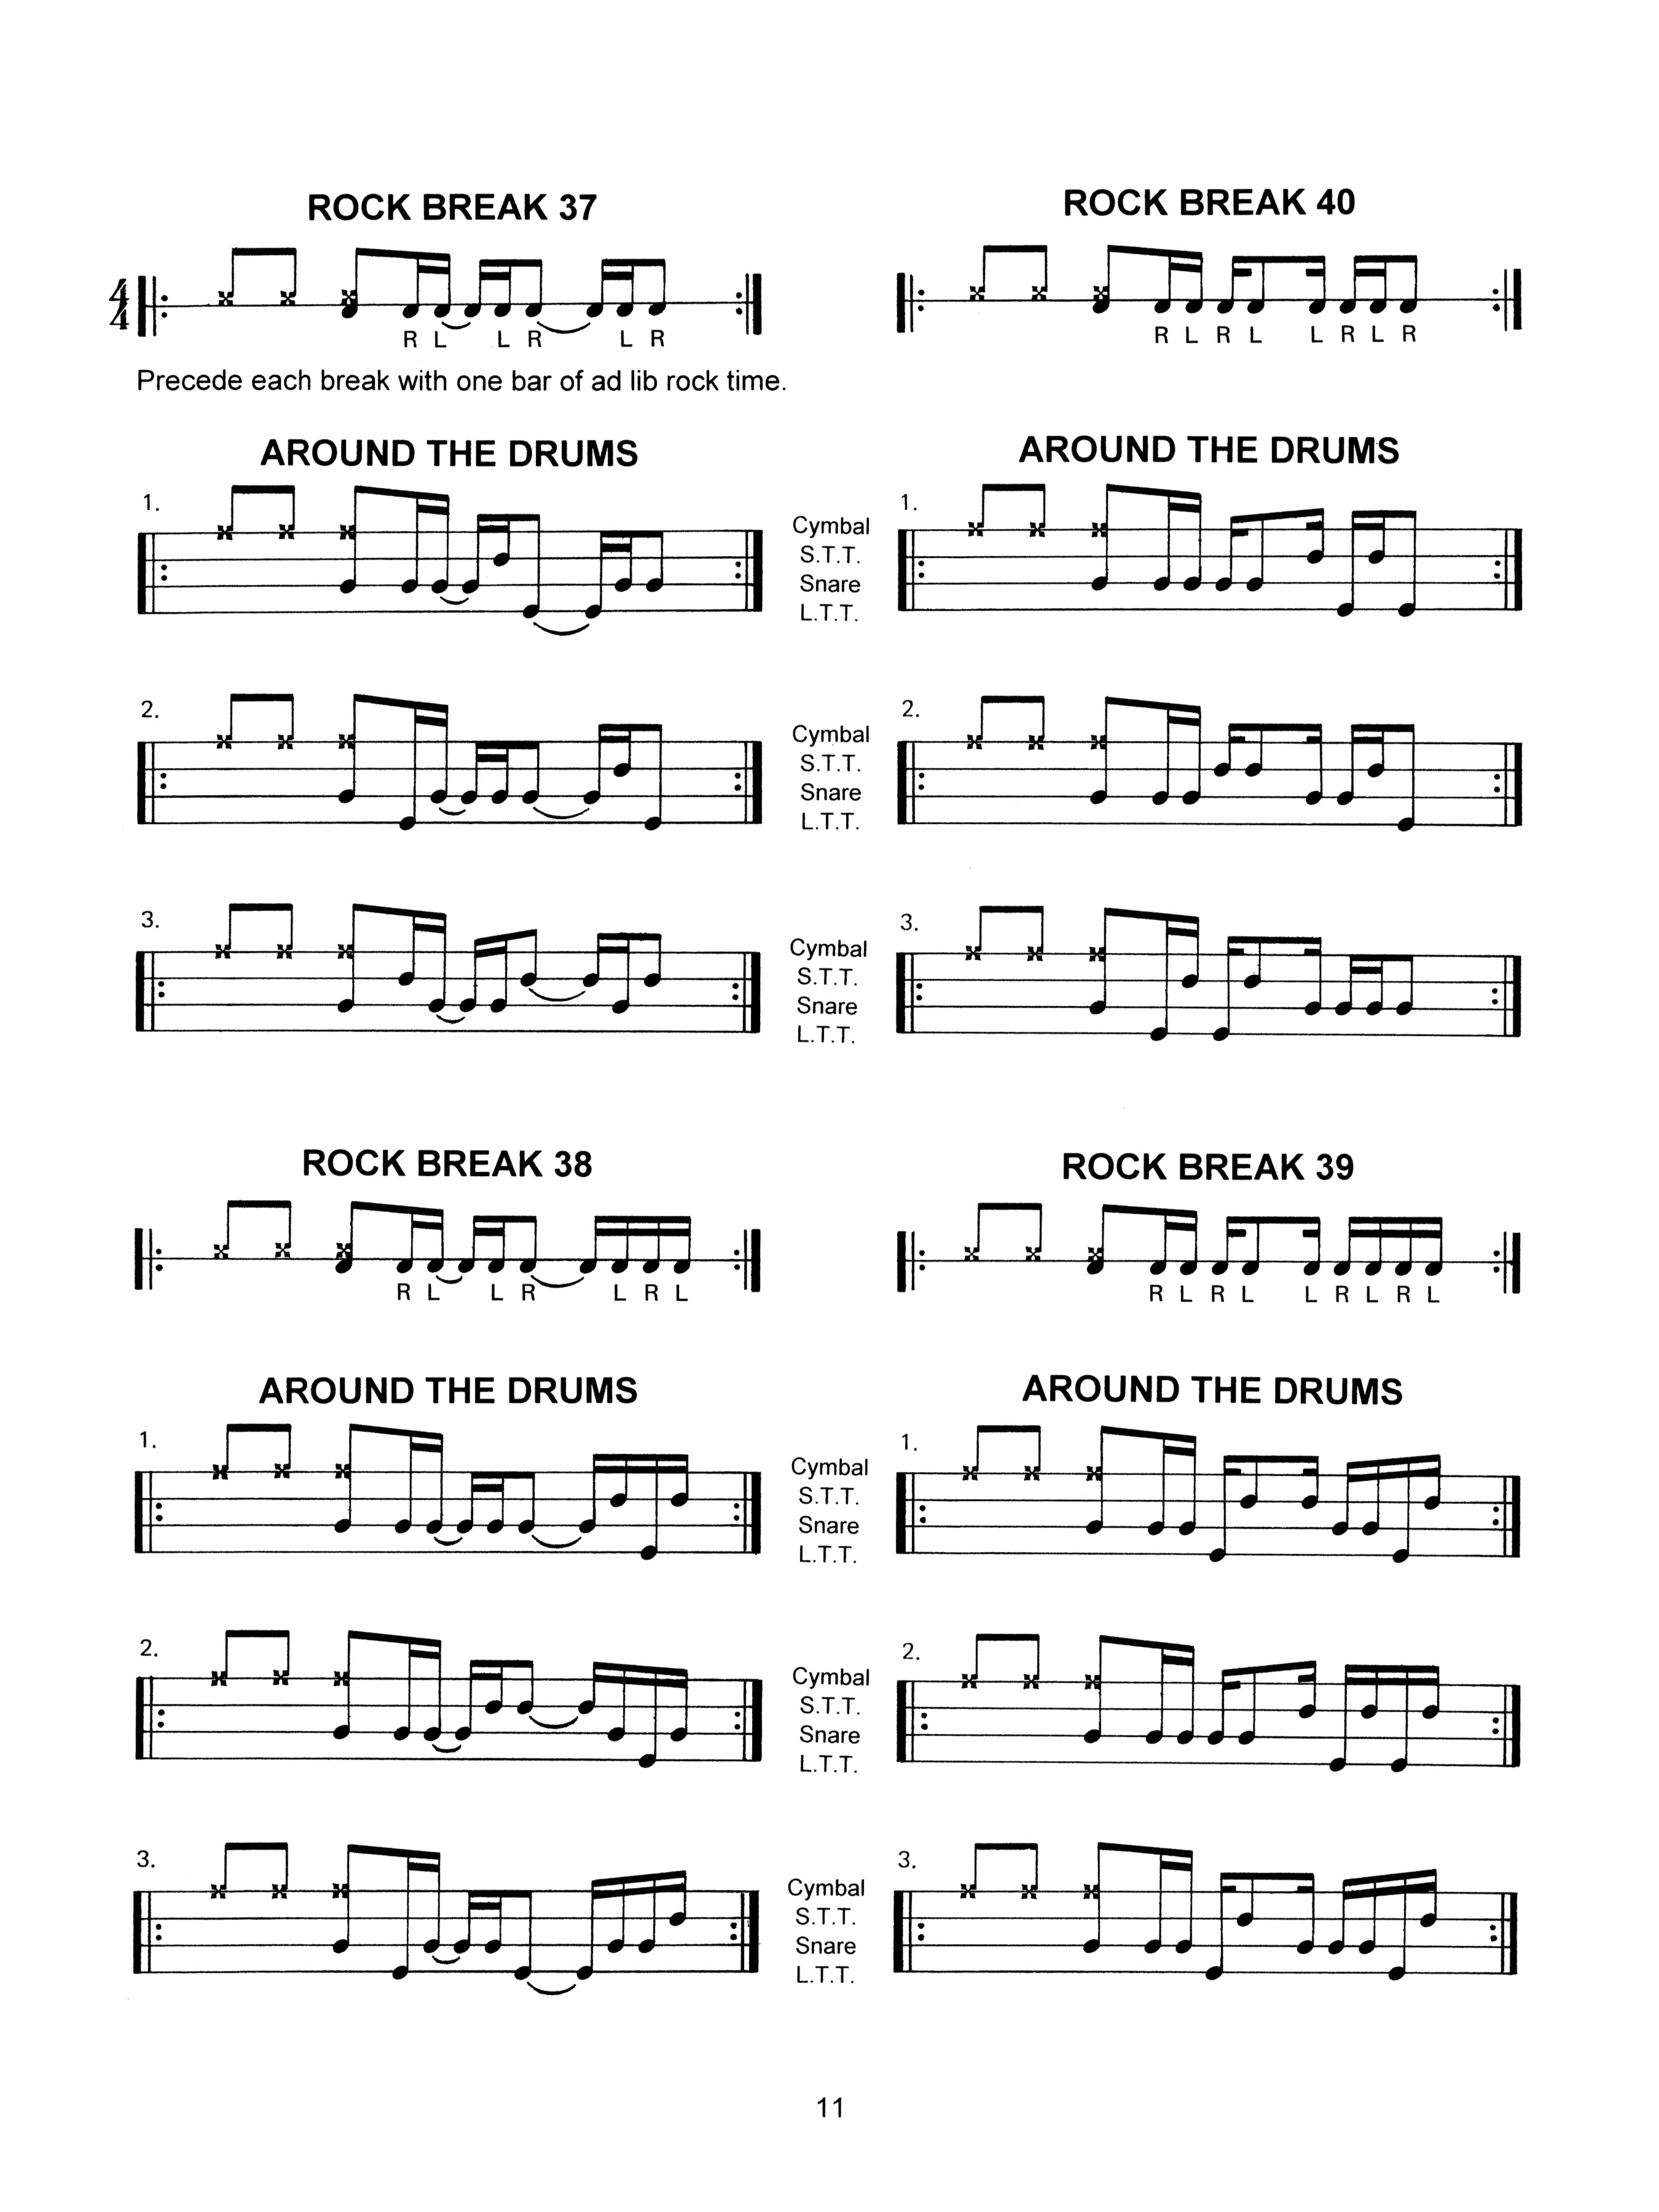 ROCK BREAK 37
4
4
R L L R L R
Precede each break with one bar of ad lib rock time.
AROUND THE DRUMS
1.
2.
3.
ROCK BREAK 40
R L R L L R L R
AROUND THE DRUMS
1.
Cymbal
S.T.T.
Snare
L.T.T.
2.
Cymbal
S.T.T.
Snare
L.T.T.
3.
Cymbal
S.T.T.
Snare
L.T.T.
ROCK BREAK 38
R L L R L R L
AROUND THE DRUMS
1.
2.
3.
ROCK BREAK 39
R L R L L R L R L
AROUND THE DRUMS
1.
Cymbal
S.T.T.
Snare
L.T.T.
2.
Cymbal
S.T.T.
Snare
L.T.T.
3.
Cymbal
S.T.T.
Snare
L.T.T.
11